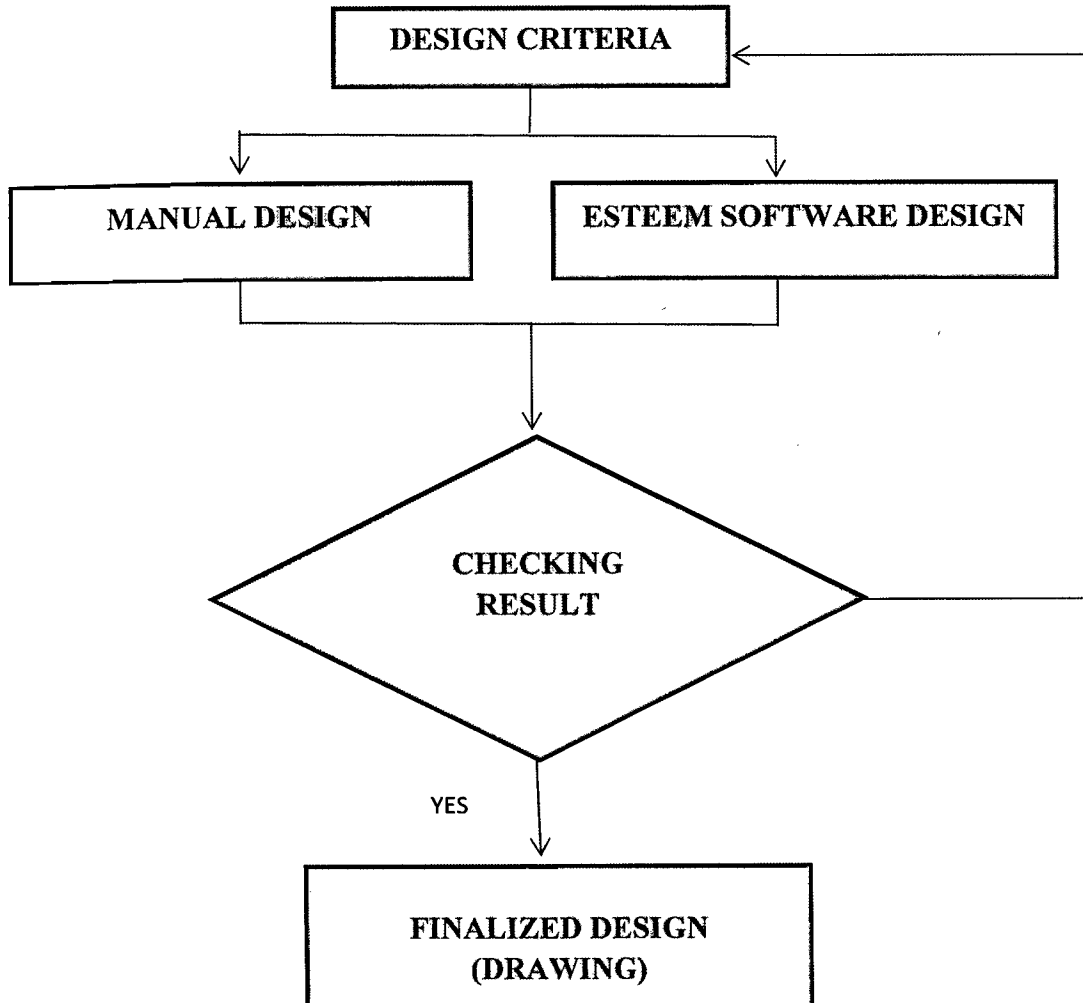 DESIGN CRITERIA
MANUAL DESIGN
ESTEEM SOFTWARE DESIGN
CHECKING
RESULT
YES
FINALIZED DESIGN
(DRAWING)